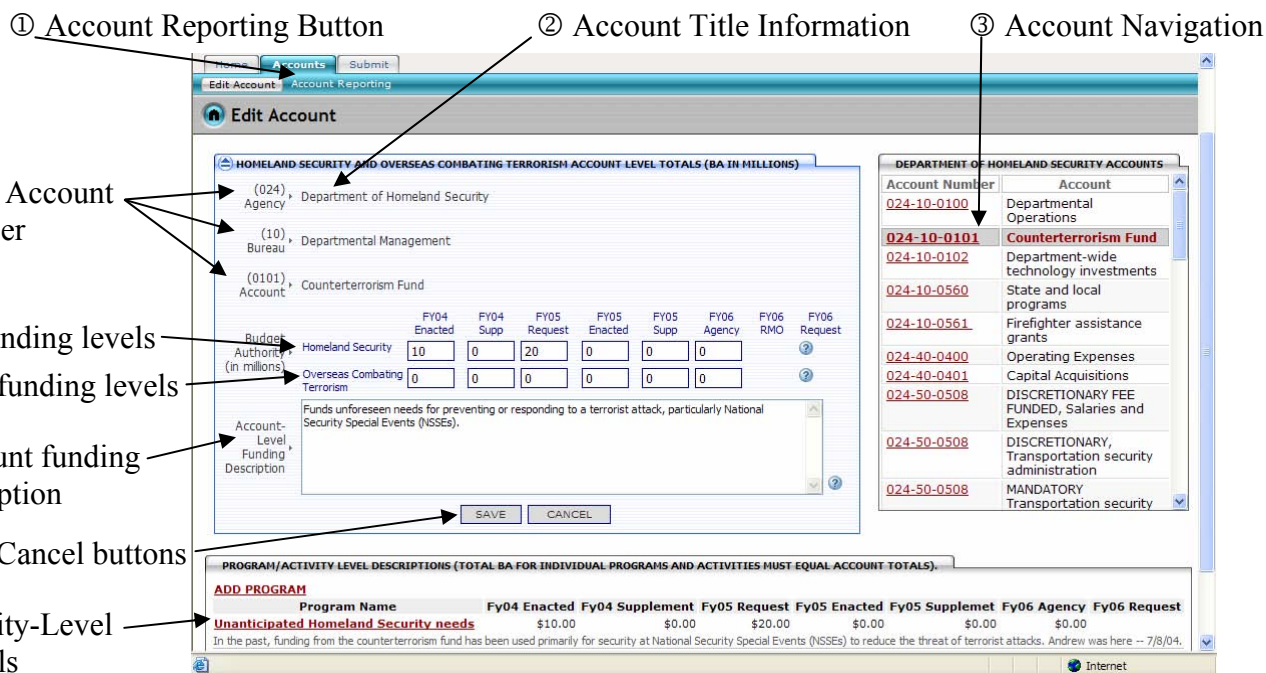 ① Account Reporting Button
② Account Title Information
③ Account Navigation
Home Accounts Submit
Edit Account Account Reporting
Edit Account
HOMELAND SECURITY AND OVERSEAS COMBATING TERRORISM ACCOUNT LEVEL TOTALS (BA IN MILLIONS)
(024) Agency
Department of Homeland Security
(10) Bureau
Departmental Management
(0101) Account
Counterterrorism Fund
Account
er
nding levels
funding levels
unt funding
ption
Cancel buttons
ity-Level
ls
FY04 Enacted FY04 Supp FY05 Request FY05 Enacted FY05 Supp FY06 Agency FY06 RMO FY06 Request
Budget Authority (in millions)
Homeland Security 10 0 20 0 0 0 ?
Overseas Combating Terrorism 0 0 0 0 0 0 ?
Account-Level Funding Description
Funds unforeseen needs for preventing or responding to a terrorist attack, particularly National
Security Special Events (NSSEs).
?
SAVE CANCEL
DEPARTMENT OF HOMELAND SECURITY ACCOUNTS
Account Number Account
024-10-0100 Departmental Operations
024-10-0101 Counterterrorism Fund
024-10-0102 Department-wide technology investments
024-10-0560 State and local programs
024-10-0561 Firefighter assistance grants
024-40-0400 Operating Expenses
024-40-0401 Capital Acquisitions
024-50-0508 DISCRETIONARY FEE FUNDED, Salaries and Expenses
024-50-0508 DISCRETIONARY, Transportation security administration
024-50-0508 MANDATORY Transportation security
PROGRAM/ACTIVITY LEVEL DESCRIPTIONS (TOTAL BA FOR INDIVIDUAL PROGRAMS AND ACTIVITIES MUST EQUAL ACCOUNT TOTALS).
ADD PROGRAM
Program Name Fy04 Enacted Fy04 Supplement Fy05 Request Fy05 Enacted Fy05 Supplemet Fy06 Agency Fy06 Request
Unanticipated Homeland Security needs $10.00 $0.00 $20.00 $0.00 $0.00 $0.00
In the past, funding from the counterterrorism fund has been used primarily for security at National Security Special Events (NSSEs) to reduce the threat of terrorist attacks. Andrew was here -- 7/8/04.
Internet